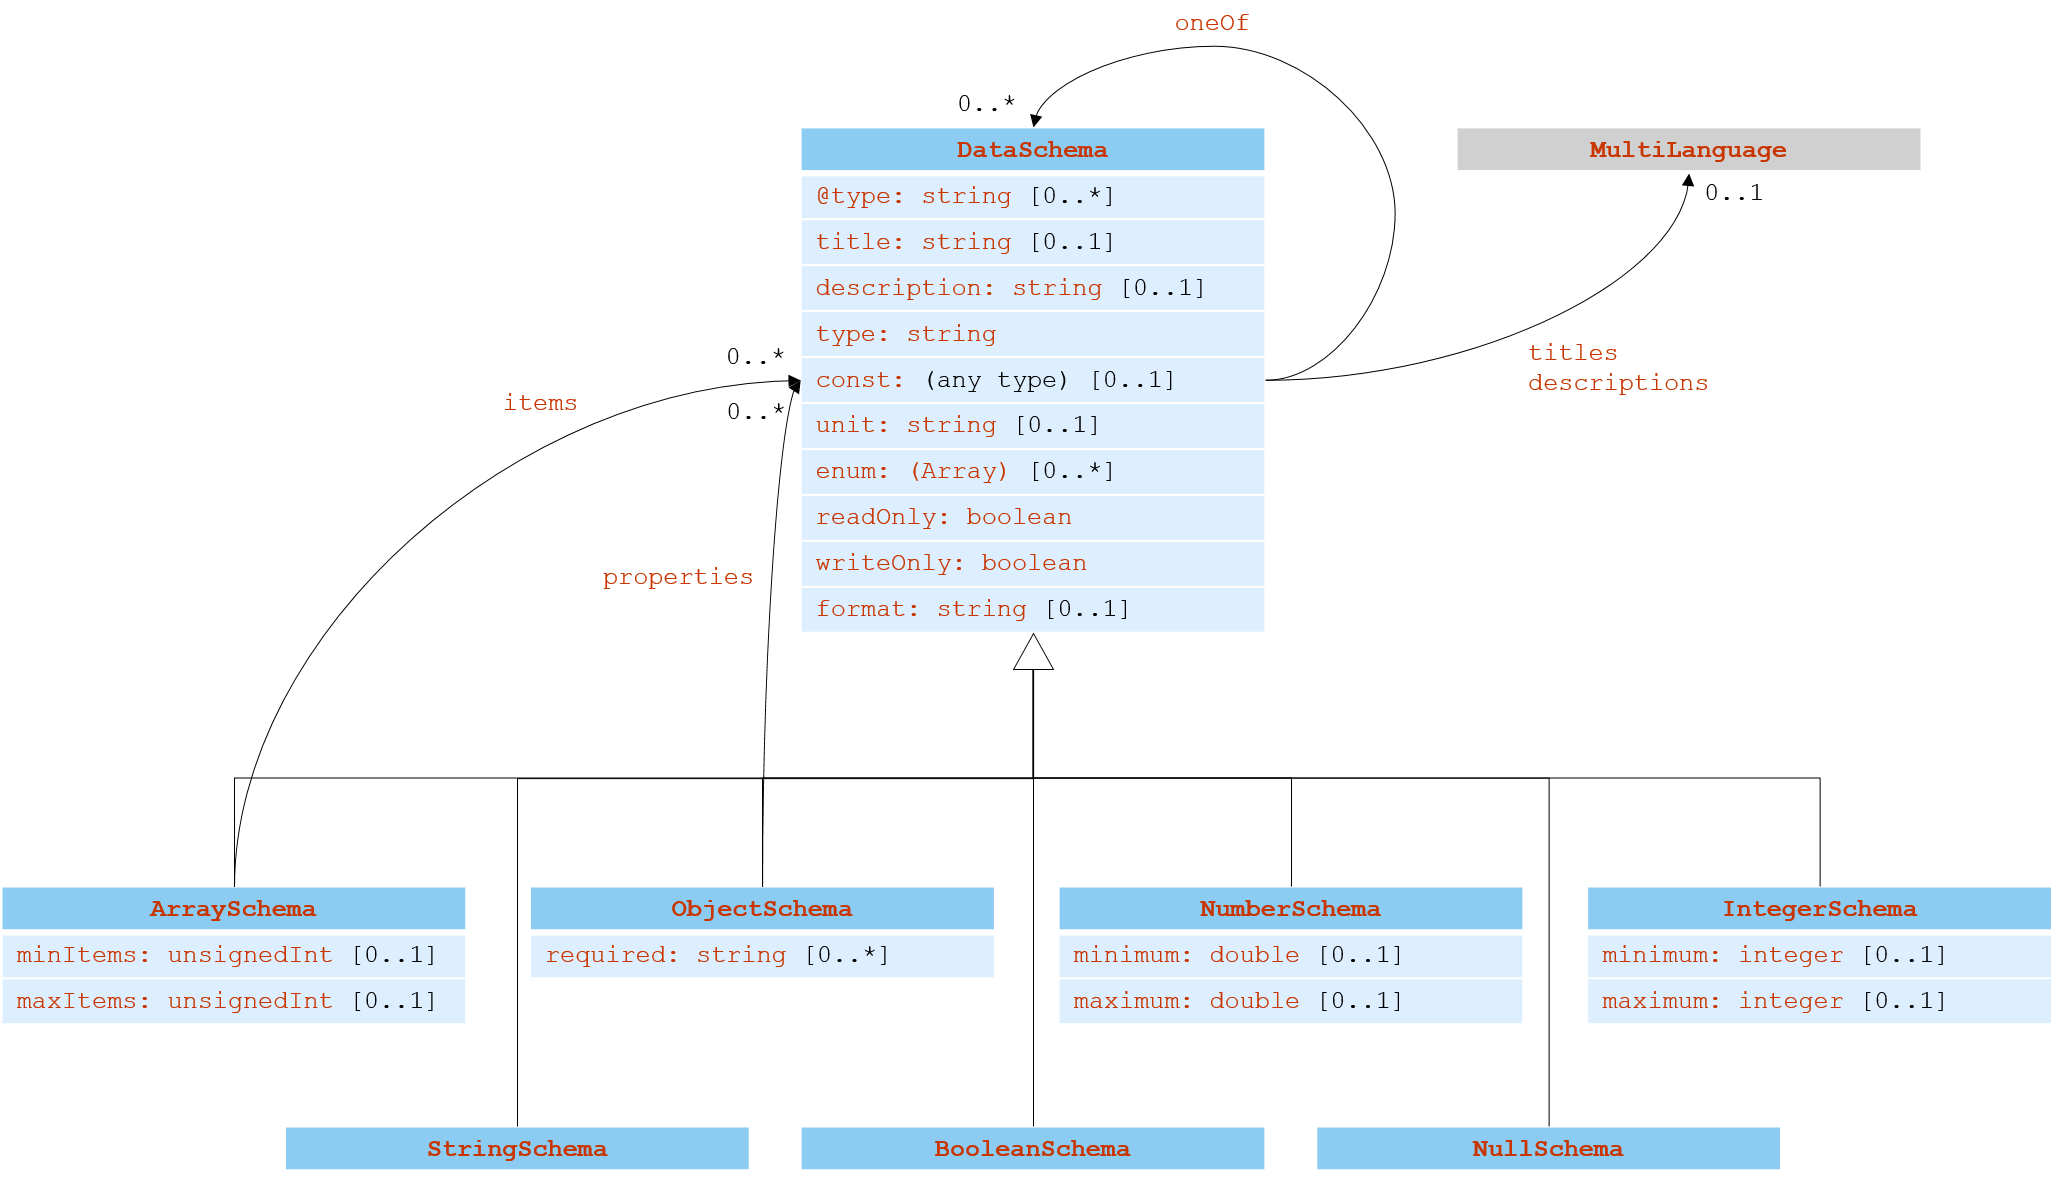 oneOf
0..*
DataSchema
@type: string [0..*]
title: string [0..1]
description: string [0..1]
type: string
const: (any type) [0..1]
unit: string [0..1]
enum: (Array) [0..*]
readOnly: boolean
writeOnly: boolean
format: string [0..1]
MultiLanguage
0..1
titles
descriptions
0..*
items
0..*
properties
ArraySchema
minItems: unsignedInt [0..1]
maxItems: unsignedInt [0..1]
ObjectSchema
required: string [0..*]
NumberSchema
minimum: double [0..1]
maximum: double [0..1]
IntegerSchema
minimum: integer [0..1]
maximum: integer [0..1]
StringSchema
BooleanSchema
NullSchema